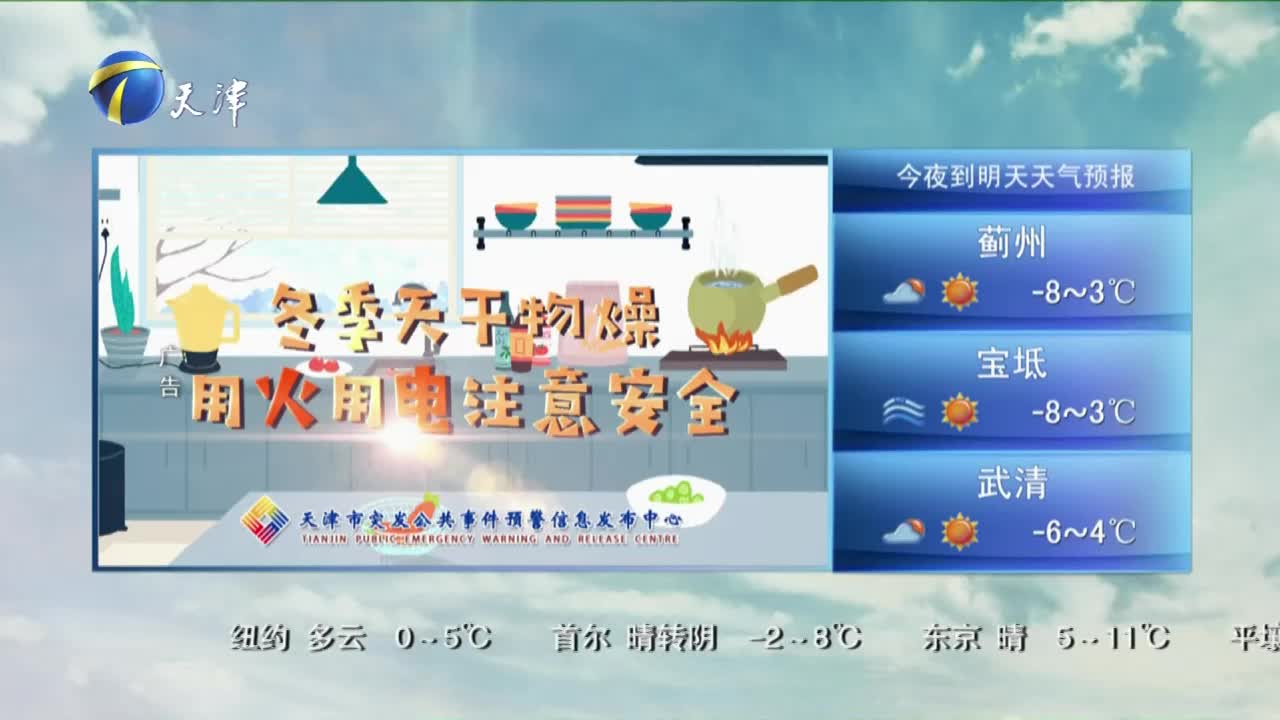 天津
冬季天干物燥
用火用电注意安全
广告
天津市突发公共事件预警信息发布中心
TIANJIN PUBLIC EMERGENCY WARNING AND RELEASE CENTRE
今夜到明天天气预报
蓟州
-8~3℃
宝坻
-8~3℃
武清
-6~4℃
纽约 多云 0~5℃ 首尔 晴转阴 -2~8℃ 东京 晴 5~11℃ 平壤